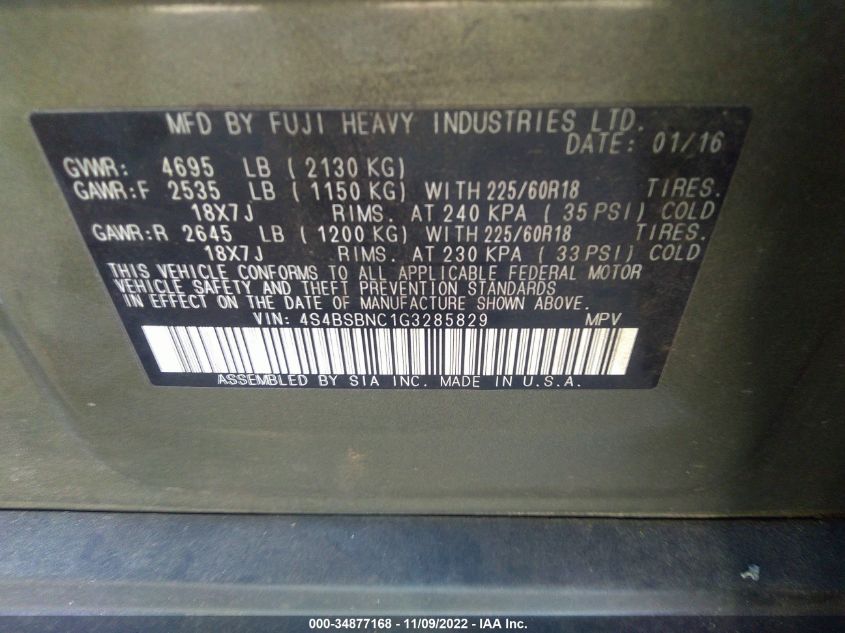 MFD BY FUJI HEAVY INDUSTRIES LTD.
DATE: 01/16
GVWR: 4695 LB ( 2130 KG)
GAWR:F 2535 LB ( 1150 KG) WITH 225/60R18 TIRES.
18X7J RIMS. AT 240 KPA ( 35 PSI) COLD
GAWR:R 2645 LB ( 1200 KG) WITH 225/60R18 TIRES.
18X7J RIMS. AT 230 KPA ( 33 PSI) COLD
THIS VEHICLE CONFORMS TO ALL APPLICABLE FEDERAL MOTOR
VEHICLE SAFETY AND THEFT PREVENTION STANDARDS
IN EFFECT ON THE DATE OF MANUFACTURE SHOWN ABOVE.
VIN: 4S4BSBNC1G3285829 MPV
ASSEMBLED BY SIA INC. MADE IN U.S.A.
000-34877168 - 11/09/2022 - IAA Inc.